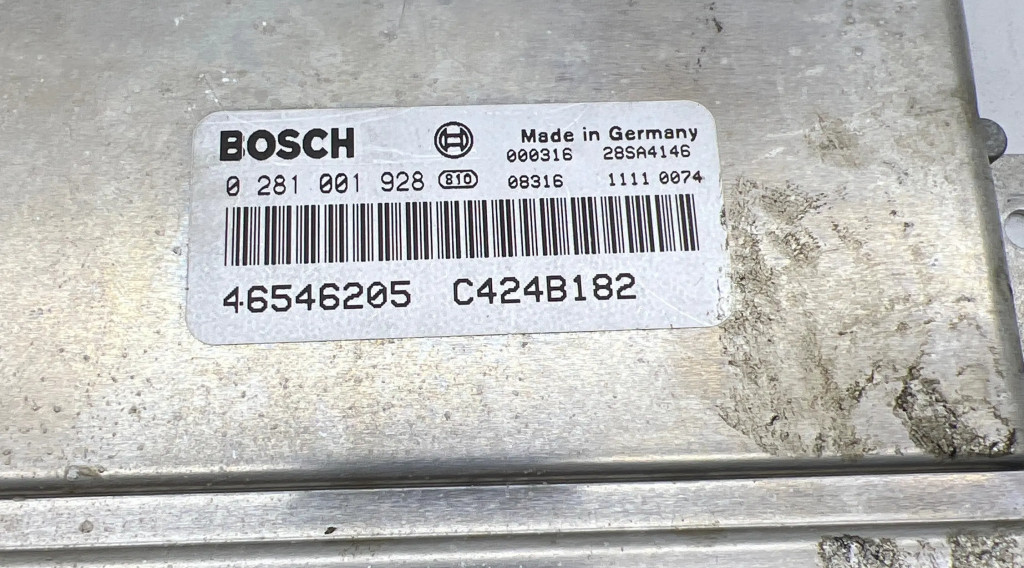 BOSCH Made in Germany
000316 28SA4146
0 281 001 928 810 08316 1111 0074
46546205 C424B182